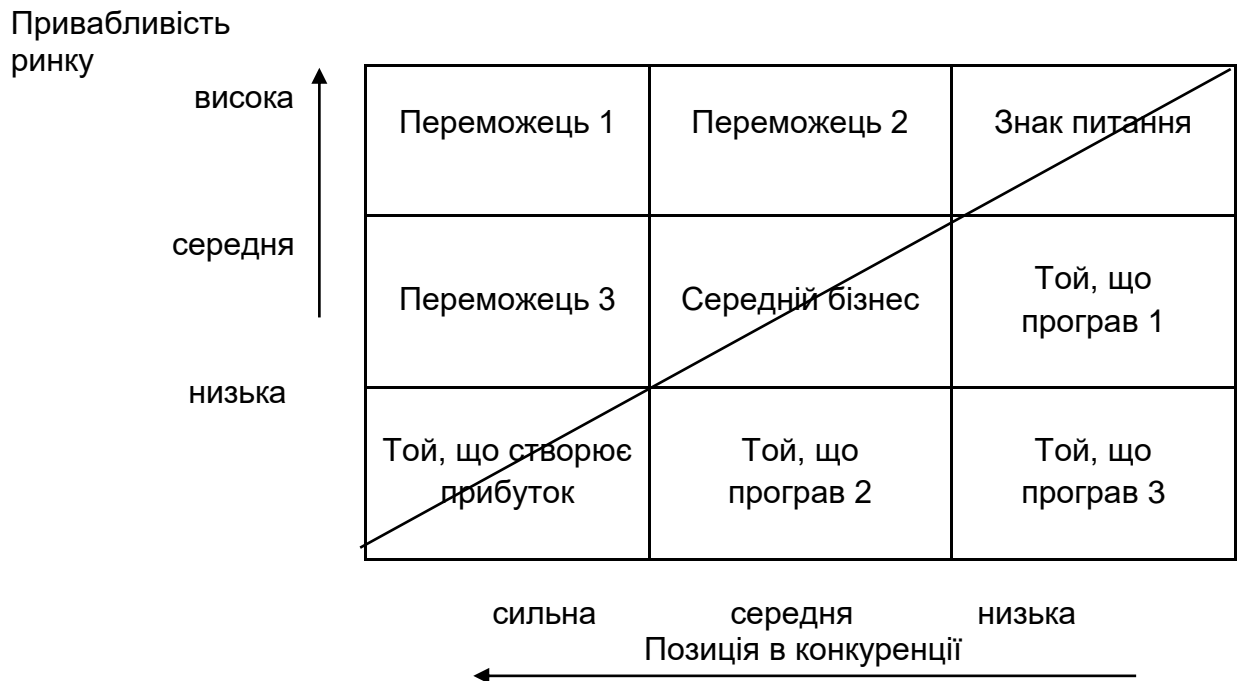 Привабливість
ринку
висока
Переможець 1
Переможець 2
Знак питання
середня
Переможець 3
Середній бізнес
Той, що
програв 1
низька
Той, що створює
прибуток
Той, що
програв 2
Той, що
програв 3
сильна
середня
низька
Позиція в конкуренції